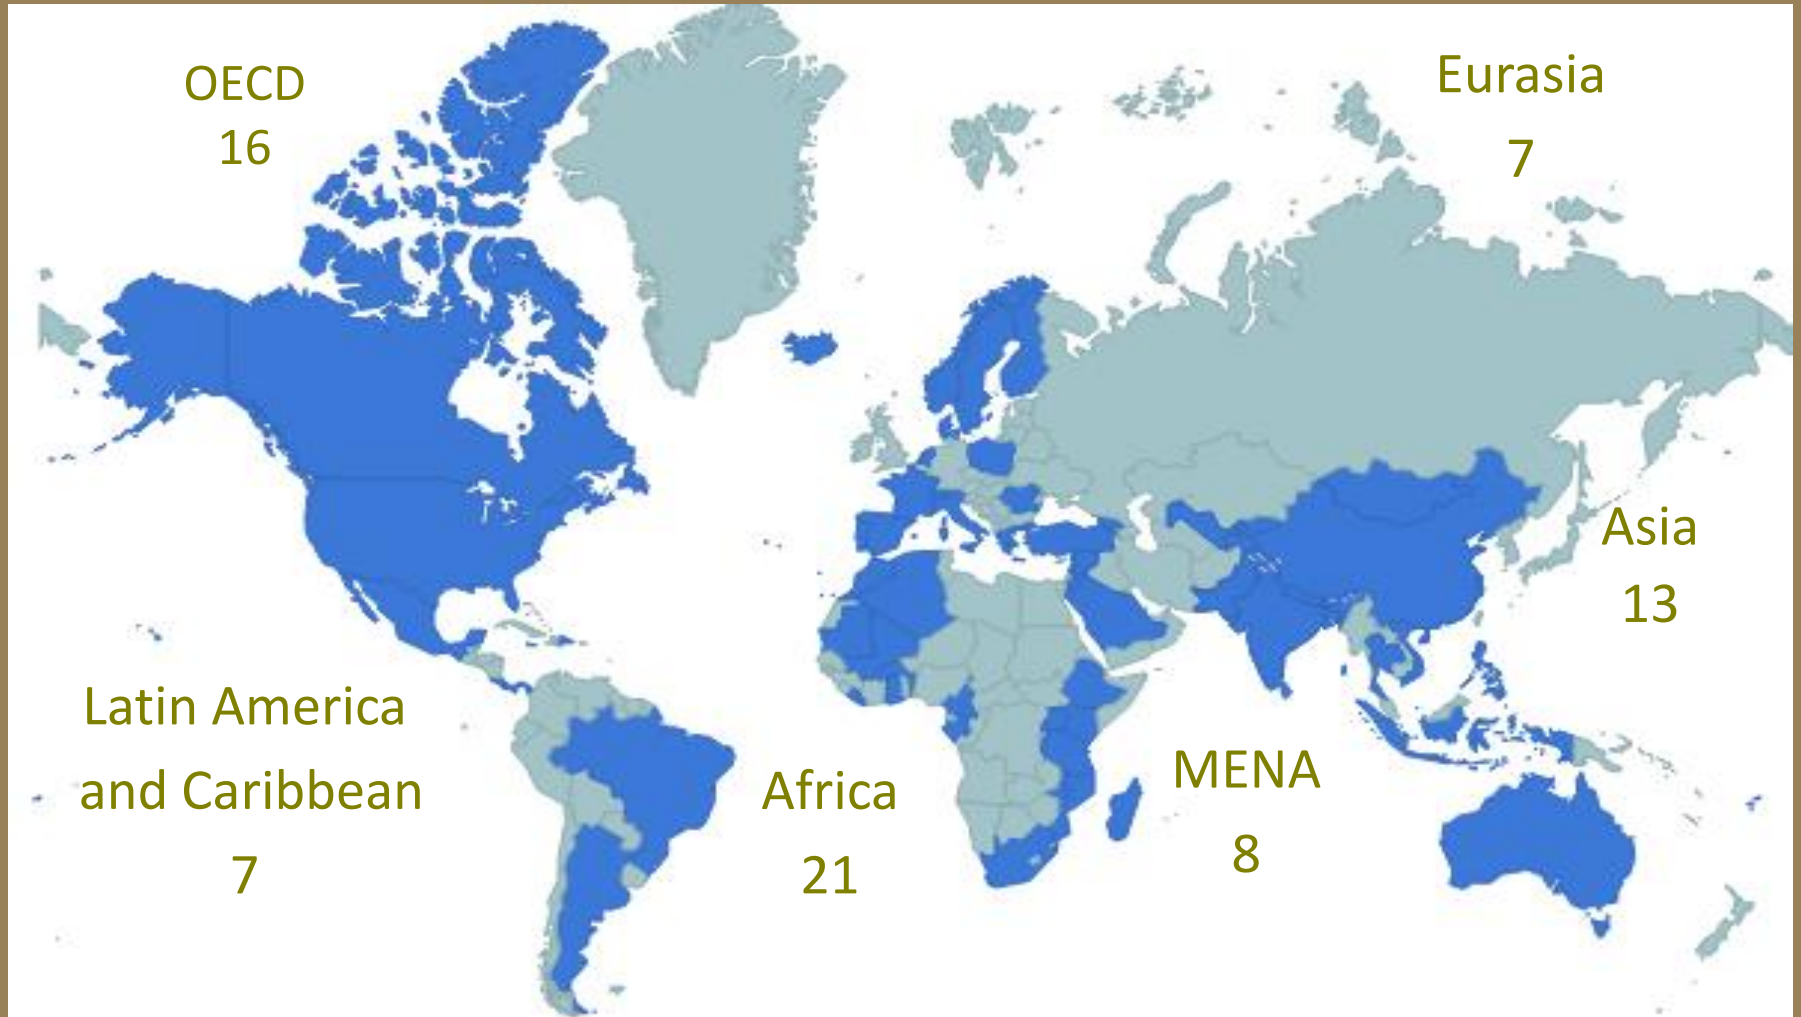 OECD
16
Eurasia
7
Asia
13
Latin America
and Caribbean
7
Africa
21
MENA
8